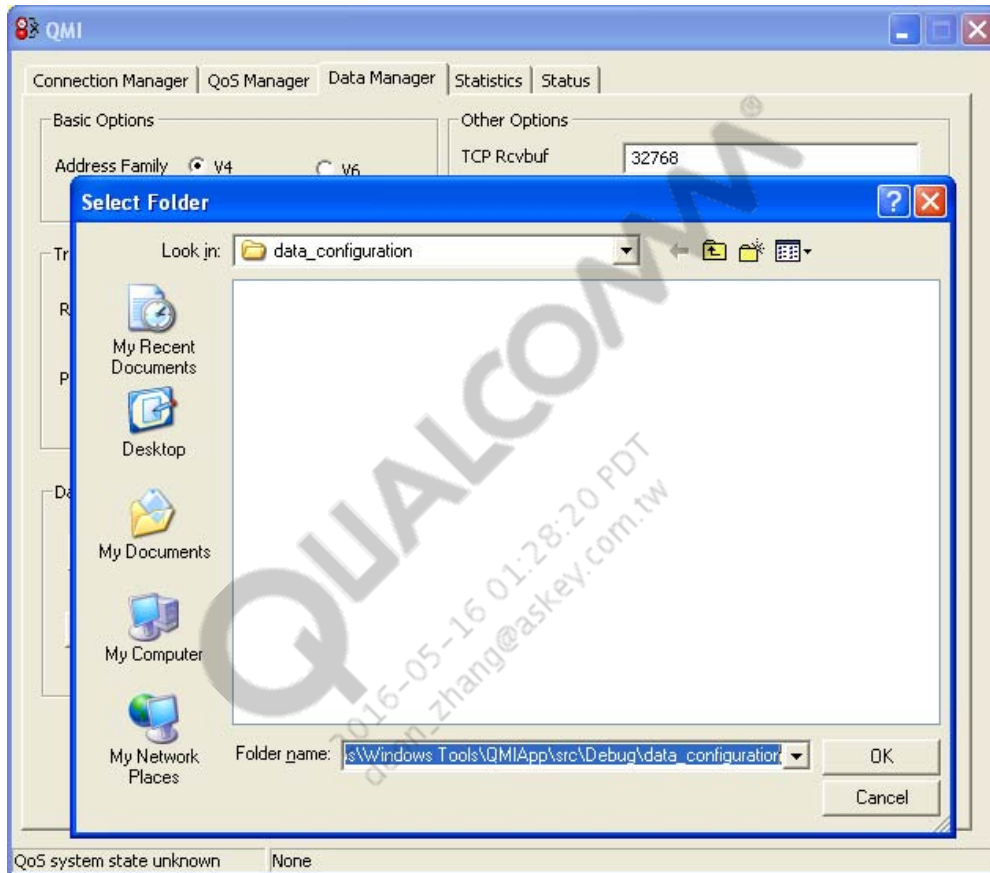 QMI
Connection Manager QoS Manager Data Manager Statistics Status
Basic Options
Other Options
Address Family V4 V6
TCP Rcvbuf 32768
Select Folder
Look in: data_configuration
My Recent
Documents
Desktop
My Documents
My Computer
My Network
Places
Folder name: s\Windows Tools\QMIApp\src\Debug\data_configuration
OK
Cancel
QoS system state unknown None
QUALCOMM®
2016-05-16 01:28:20 PDT
dean_zhang@askey.com.tw